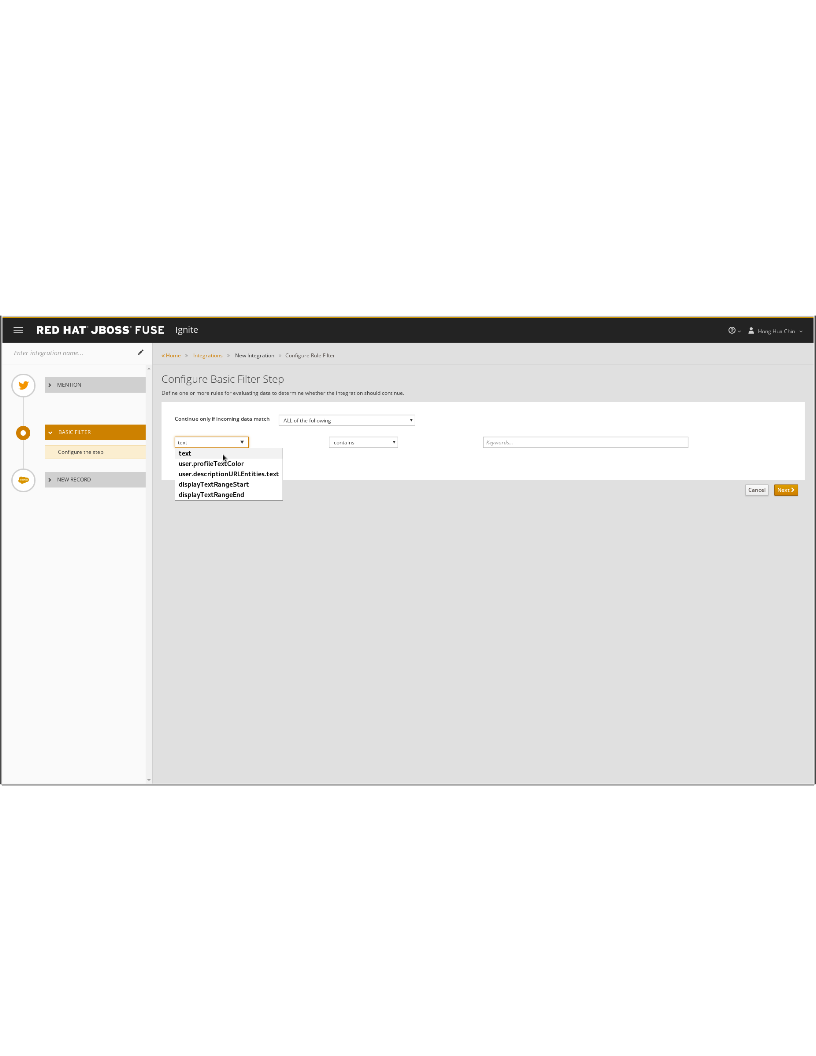 RED HAT® JBOSS® FUSE Ignite
Hong Hua Chin
Enter integration name...
Home > Integrations > New Integration > Configure Rule Filter
MENTION
BASIC FILTER
Configure the step
NEW RECORD
Configure Basic Filter Step
Define one or more rules for evaluating data to determine whether the integration should continue.
Continue only if incoming data match ALL of the following
text contains Keywords...
text
user.profileTextColor
user.descriptionURLEntities.text
displayTextRangeStart
displayTextRangeEnd
Cancel Next